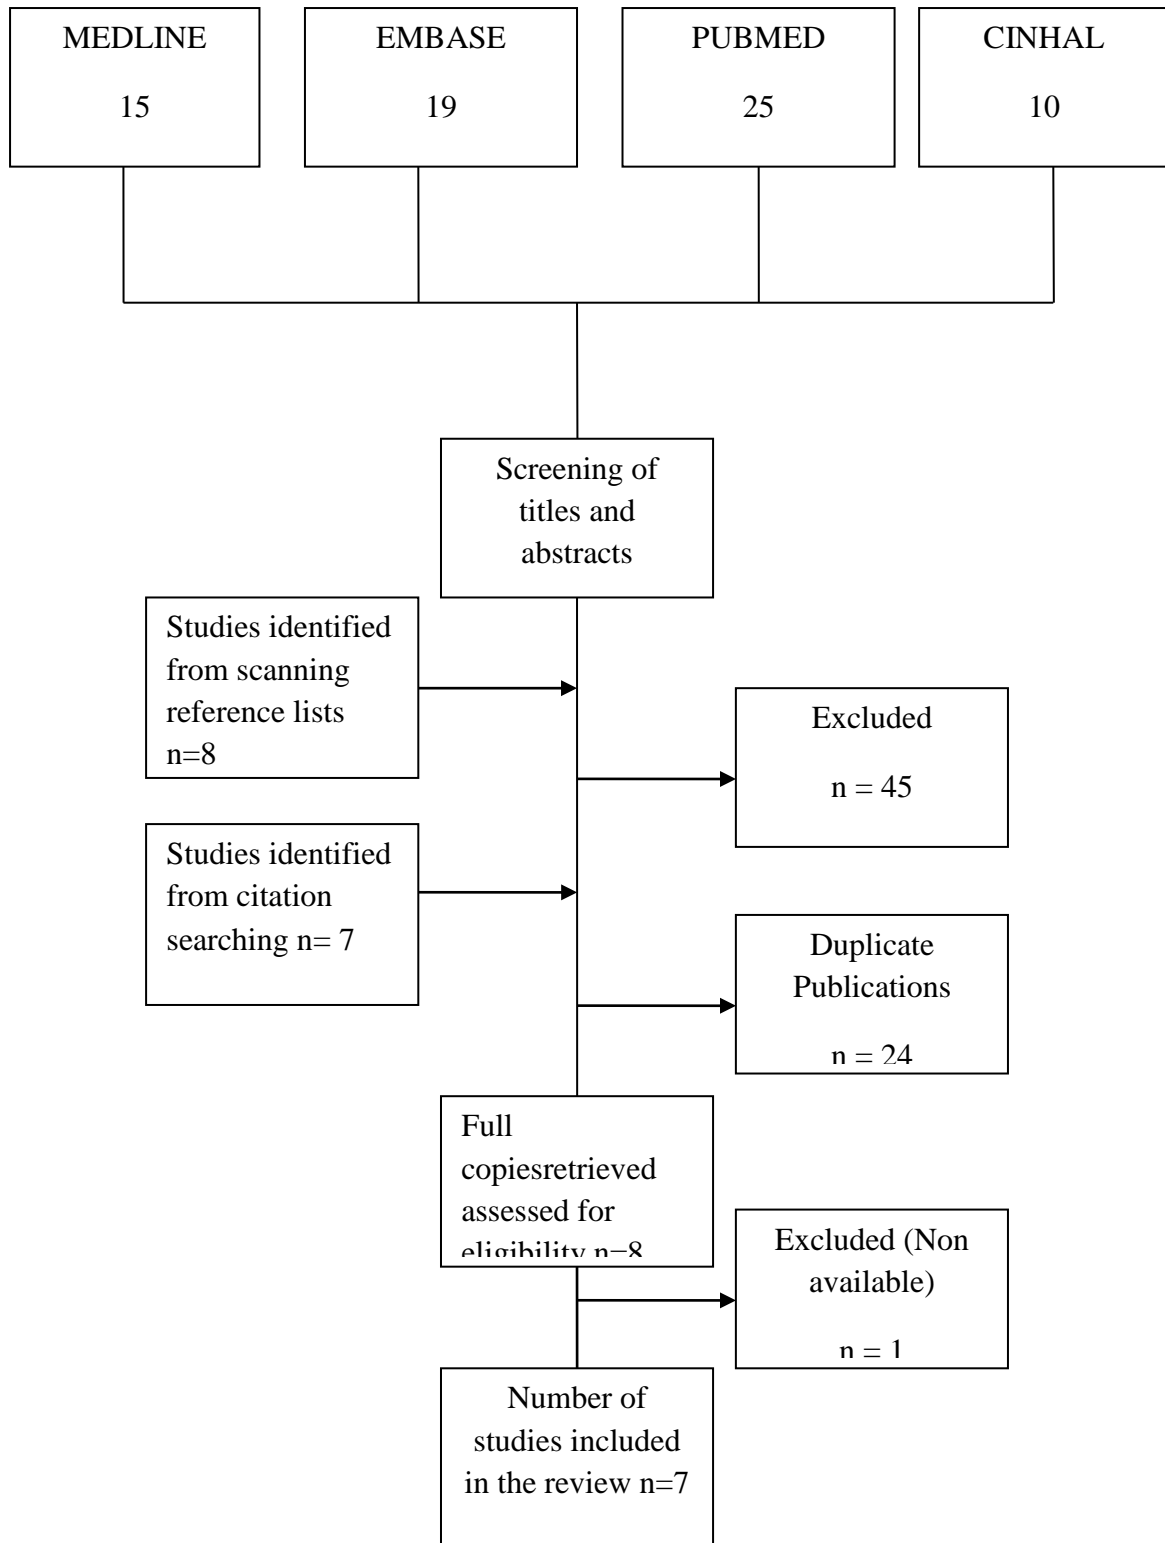 MEDLINE
15
EMBASE
19
PUBMED
25
CINHAL
10
Screening of
titles and
abstracts
Studies identified
from scanning
reference lists
n=8
Excluded
n = 45
Studies identified
from citation
searching n= 7
Duplicate
Publications
n = 24
Full
copiesretrieved
assessed for
eligibility n=8
Excluded (Non
available)
n = 1
Number of
studies included
in the review n=7